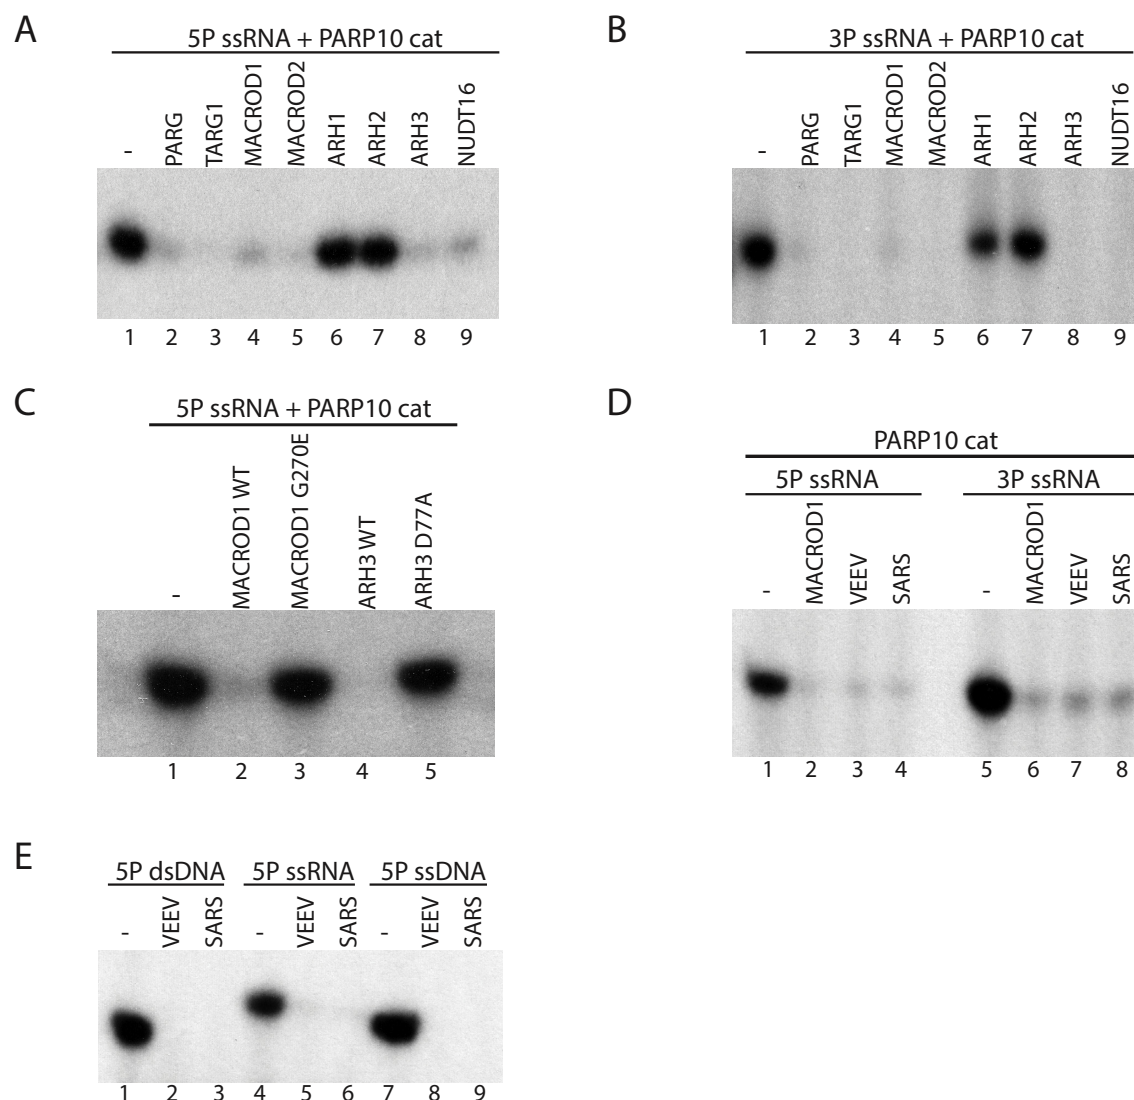 A
5P ssRNA + PARP10 cat
- PARG TARG1 MACROD1 MACROD2 ARH1 ARH2 ARH3 NUDT16
1 2 3 4 5 6 7 8 9
B
3P ssRNA + PARP10 cat
- PARG TARG1 MACROD1 MACROD2 ARH1 ARH2 ARH3 NUDT16
1 2 3 4 5 6 7 8 9
C
5P ssRNA + PARP10 cat
- MACROD1 WT MACROD1 G270E ARH3 WT ARH3 D77A
1 2 3 4 5
D
PARP10 cat
5P ssRNA 3P ssRNA
- MACROD1 VEEV SARS - MACROD1 VEEV SARS
1 2 3 4 5 6 7 8
E
5P dsDNA 5P ssRNA 5P ssDNA
- VEEV SARS - VEEV SARS - VEEV SARS
1 2 3 4 5 6 7 8 9